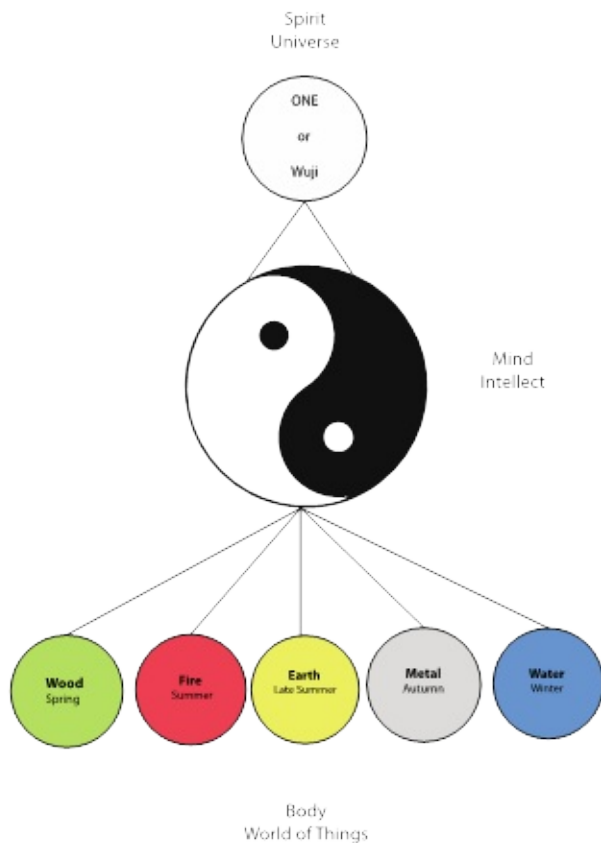 Spirit
Universe
ONE
or
Wuji
Mind
Intellect
Wood
Spring
Fire
Summer
Earth
Late Summer
Metal
Autumn
Water
Winter
Body
World of Things